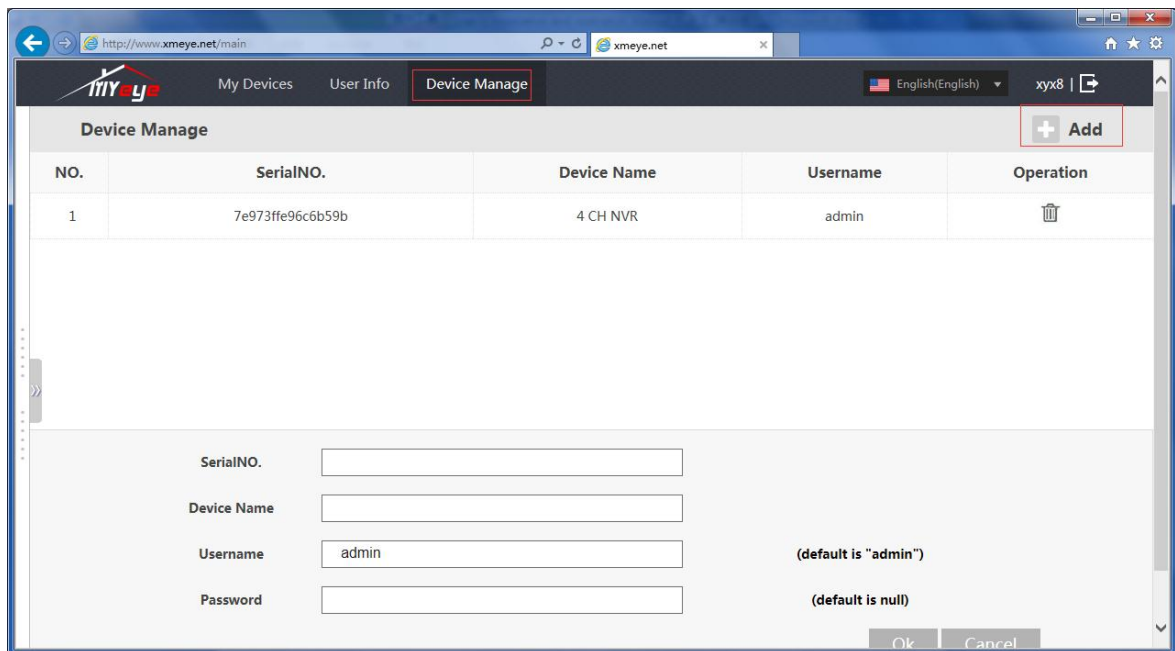 http://www.xmeye.net/main
xmeye.net
mYeye My Devices User Info Device Manage English(English) xyx8 |
Device Manage Add
NO. SerialNO. Device Name Username Operation
1 7e973ffe96c6b59b 4 CH NVR admin
SerialNO.
Device Name
Username admin (default is "admin")
Password (default is null)
Ok Cancel